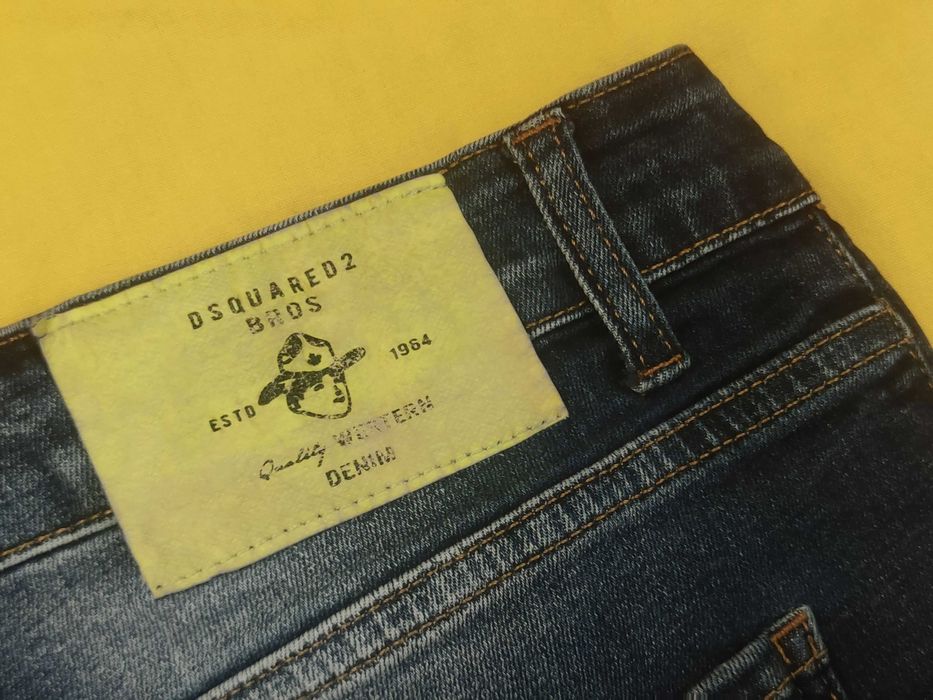 DSQUARED2
BROS
ESTD 1964
Quality WESTERN
DENIM